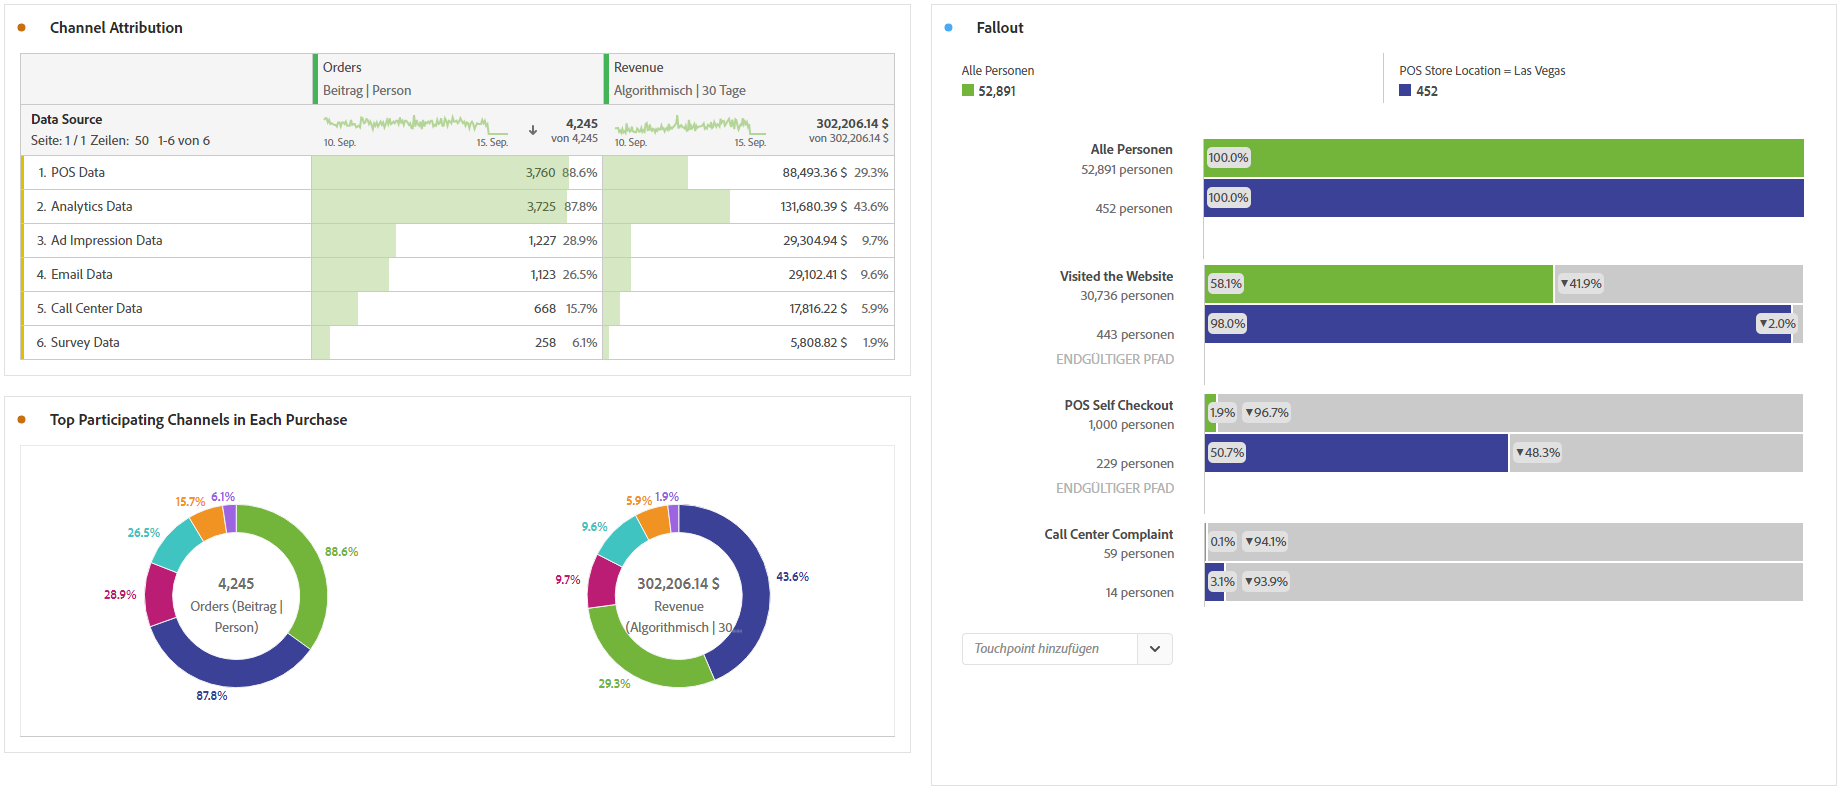 Channel Attribution
Orders
Beitrag | Person
Revenue
Algorithmisch | 30 Tage
Data Source
Seite: 1 / 1 Zeilen: 50 1-6 von 6
10. Sep.
15. Sep.
4,245
von 4,245
10. Sep.
15. Sep.
302,206.14 $
von 302,206.14 $
1. POS Data 3,760 88.6% 88,493.36 $ 29.3%
2. Analytics Data 3,725 87.8% 131,680.39 $ 43.6%
3. Ad Impression Data 1,227 28.9% 29,304.94 $ 9.7%
4. Email Data 1,123 26.5% 29,102.41 $ 9.6%
5. Call Center Data 668 15.7% 17,816.22 $ 5.9%
6. Survey Data 258 6.1% 5,808.82 $ 1.9%
Top Participating Channels in Each Purchase
15.7% 6.1%
26.5%
88.6%
28.9%
87.8%
4,245
Orders (Beitrag |
Person)
5.9% 1.9%
9.6%
43.6%
9.7%
29.3%
302,206.14 $
Revenue
(Algorithmisch | 30...
Fallout
Alle Personen
52,891
POS Store Location = Las Vegas
452
Alle Personen
52,891 personen
100.0%
452 personen
100.0%
Visited the Website
30,736 personen
58.1% ▼41.9%
443 personen
98.0% ▼2.0%
ENDGÜLTIGER PFAD
POS Self Checkout
1,000 personen
1.9% ▼96.7%
229 personen
50.7% ▼48.3%
ENDGÜLTIGER PFAD
Call Center Complaint
59 personen
0.1% ▼94.1%
14 personen
3.1% ▼93.9%
Touchpoint hinzufügen